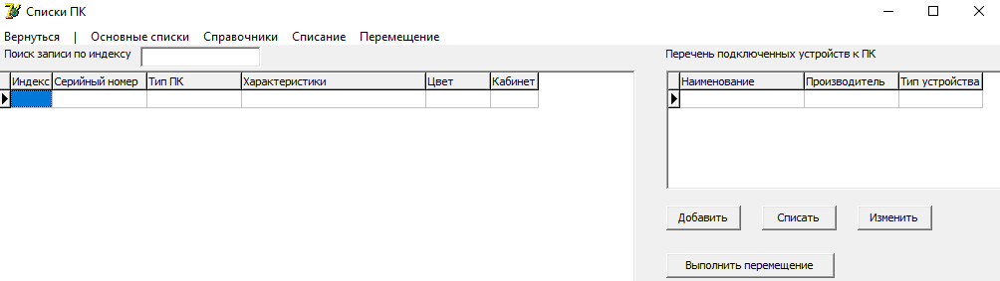 Списки ПК
Вернуться | Основные списки Справочники Списание Перемещение
Поиск записи по индексу
Перечень подключенных устройств к ПК
Индекс Серийный номер Тип ПК Характеристики Цвет Кабинет
Наименование Производитель Тип устройства
Добавить Списать Изменить
Выполнить перемещение